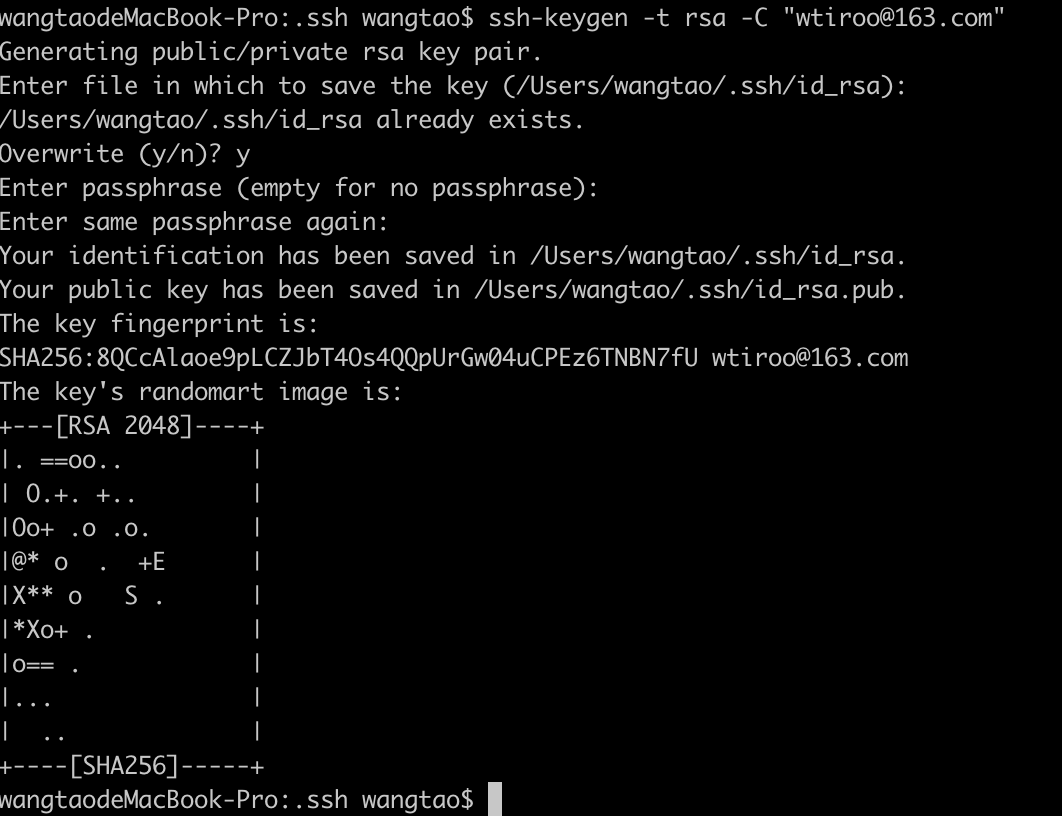 wangtaodeMacBook-Pro:.ssh wangtao$ ssh-keygen -t rsa -C "wtiroo@163.com"
Generating public/private rsa key pair.
Enter file in which to save the key (/Users/wangtao/.ssh/id_rsa):
/Users/wangtao/.ssh/id_rsa already exists.
Overwrite (y/n)? y
Enter passphrase (empty for no passphrase):
Enter same passphrase again:
Your identification has been saved in /Users/wangtao/.ssh/id_rsa.
Your public key has been saved in /Users/wangtao/.ssh/id_rsa.pub.
The key fingerprint is:
SHA256:8QCcAlaoe9pLCZJbT4Os4QQpUrGw04uCPEz6TNBN7fU wtiroo@163.com
The key's randomart image is:
+---[RSA 2048]----+
|. ==oo..         |
| O.+. +..        |
|Oo+ .o .o.       |
|@* o  .  +E      |
|X** o   S .      |
|*Xo+ .           |
|o== .            |
|...              |
|  ..             |
+----[SHA256]-----+
wangtaodeMacBook-Pro:.ssh wangtao$